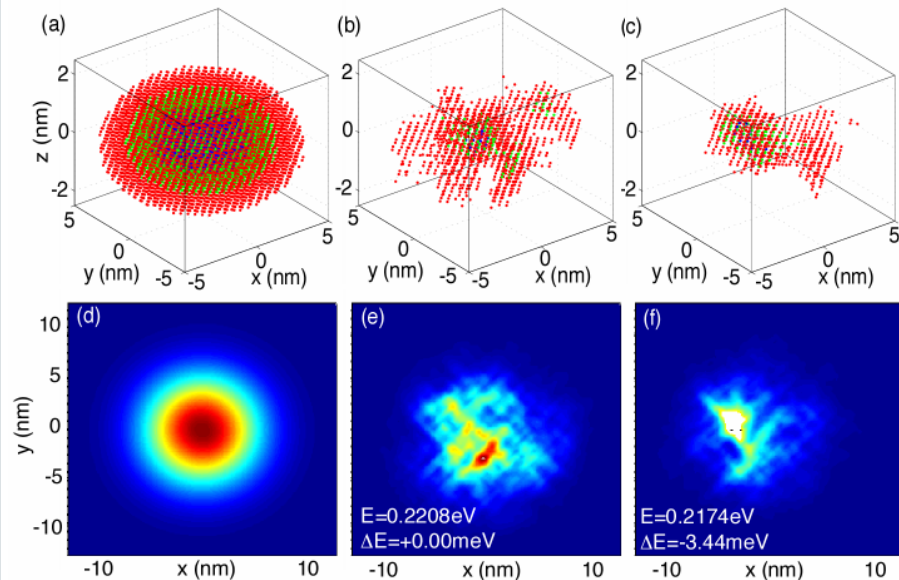 (a)
(b)
(c)
2
0
-2
z (nm)
5
0
-5
y (nm)
-5
0
5
x (nm)
5
0
-5
y (nm)
-5
0
5
x (nm)
2
0
-2
5
0
-5
y (nm)
-5
0
5
x (nm)
2
0
-2
(d)
(e)
(f)
10
5
0
-5
-10
y (nm)
E=0.2208eV
ΔE=+0.00meV
E=0.2174eV
ΔE=-3.44meV
-10
x (nm)
10
-10
x (nm)
10
-10
x (nm)
10